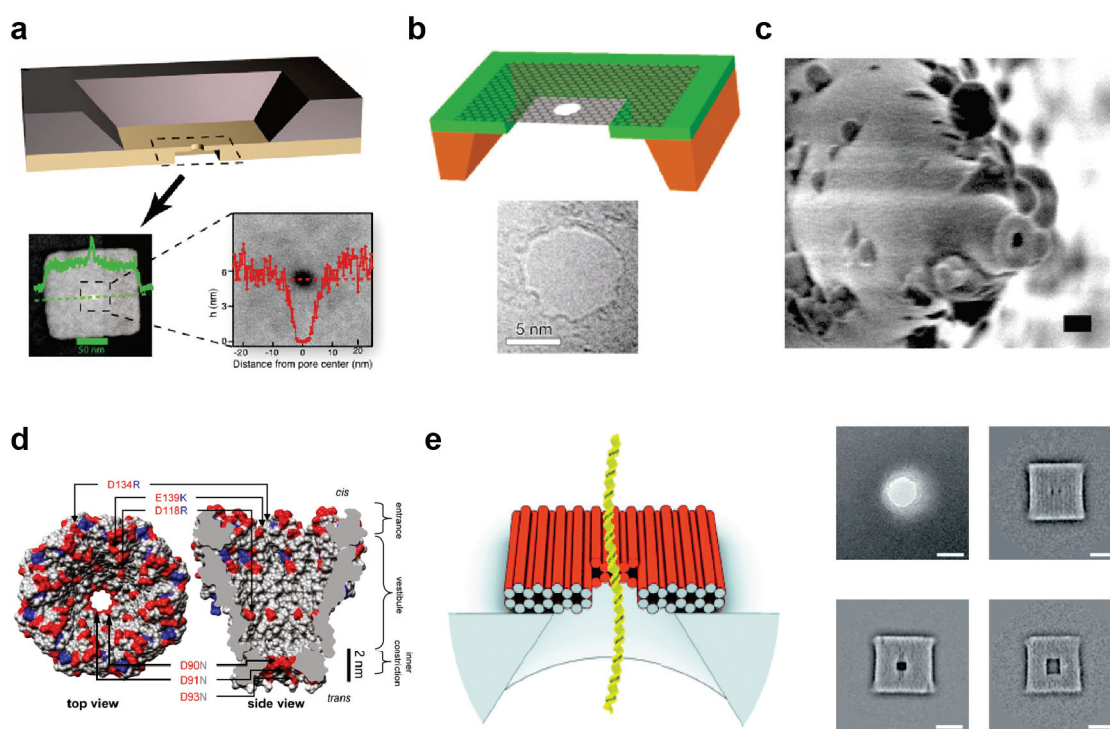 a
b
c
50 nm
h (nm)
6
3
0
-20
-10
0
10
20
Distance from pore center (nm)
5 nm
d
e
D134R
E139K
D118R
cis
entrance
vestibule
inner
constriction
2 nm
D90N
D91N
D93N
trans
top view
side view